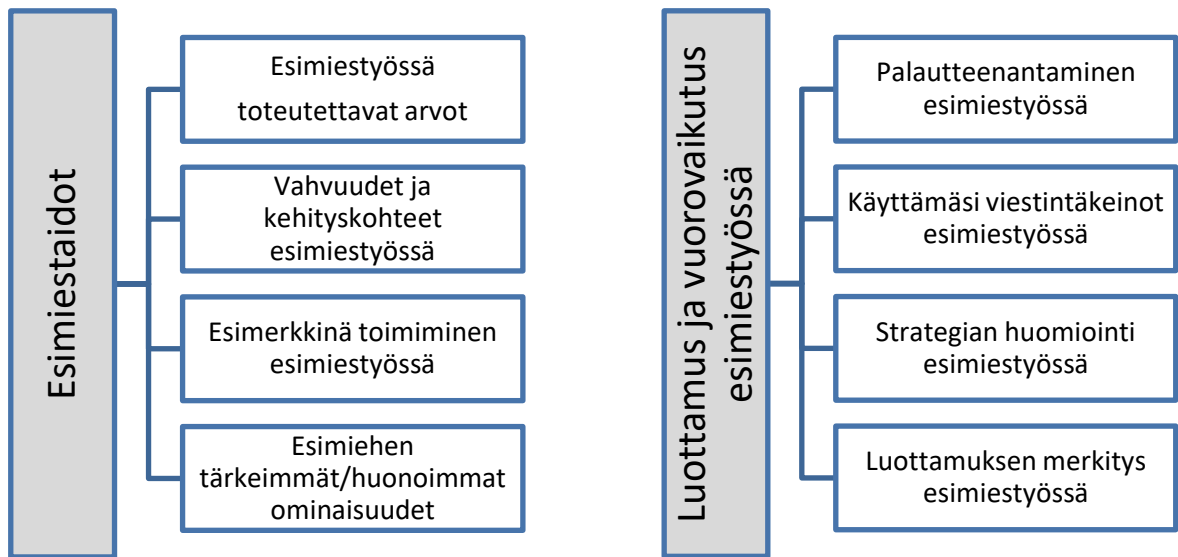 Esimiestaidot
Esimiestyössä
toteutettavat arvot
Vahvuudet ja
kehityskohteet
esimiestyössä
Esimerkkinä toimiminen
esimiestyössä
Esimiehen
tärkeimmät/huonoimmat
ominaisuudet
Luottamus ja vuorovaikutus
esimiestyössä
Palautteenantaminen
esimiestyössä
Käyttämäsi viestintäkeinot
esimiestyössä
Strategian huomiointi
esimiestyössä
Luottamuksen merkitys
esimiestyössä